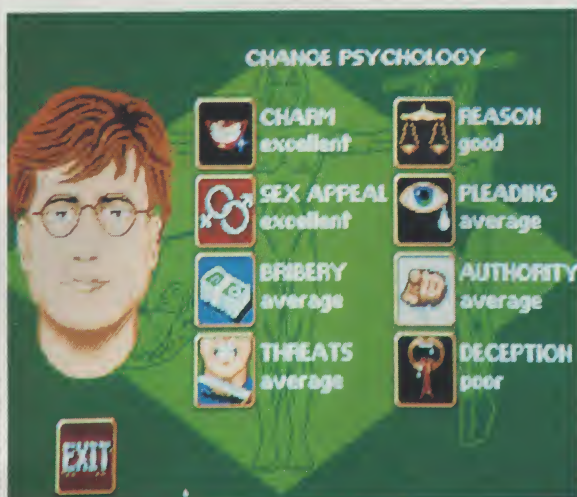 CHANGE PSYCHOLOGY
CHARM
excellent
REASON
good
SEX APPEAL
excellent
PLEADING
average
BRIBERY
average
AUTHORITY
average
THREATS
average
DECEPTION
poor
EXIT